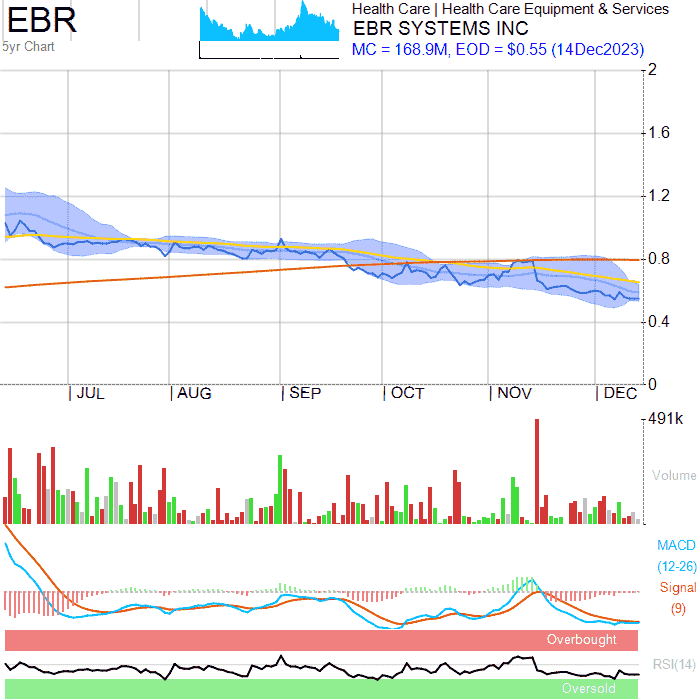 EBR
5yr Chart
Health Care | Health Care Equipment & Services
EBR SYSTEMS INC
MC = 168.9M, EOD = $0.55 (14Dec2023)
2
1.6
1.2
0.8
0.4
0
| JUL | AUG | SEP | OCT | NOV | DEC
491k
Volume
MACD
(12-26)
Signal
(9)
Overbought
RSI(14)
Oversold